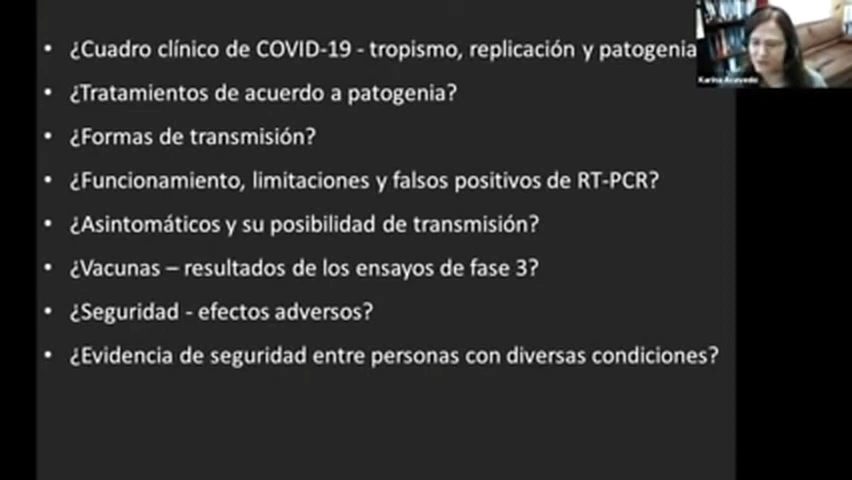 • ¿Cuadro clínico de COVID-19 - tropismo, replicación y patogenia
• ¿Tratamientos de acuerdo a patogenia?
• ¿Formas de transmisión?
• ¿Funcionamiento, limitaciones y falsos positivos de RT-PCR?
• ¿Asintomáticos y su posibilidad de transmisión?
• ¿Vacunas – resultados de los ensayos de fase 3?
• ¿Seguridad - efectos adversos?
• ¿Evidencia de seguridad entre personas con diversas condiciones?
Karina Acevedo